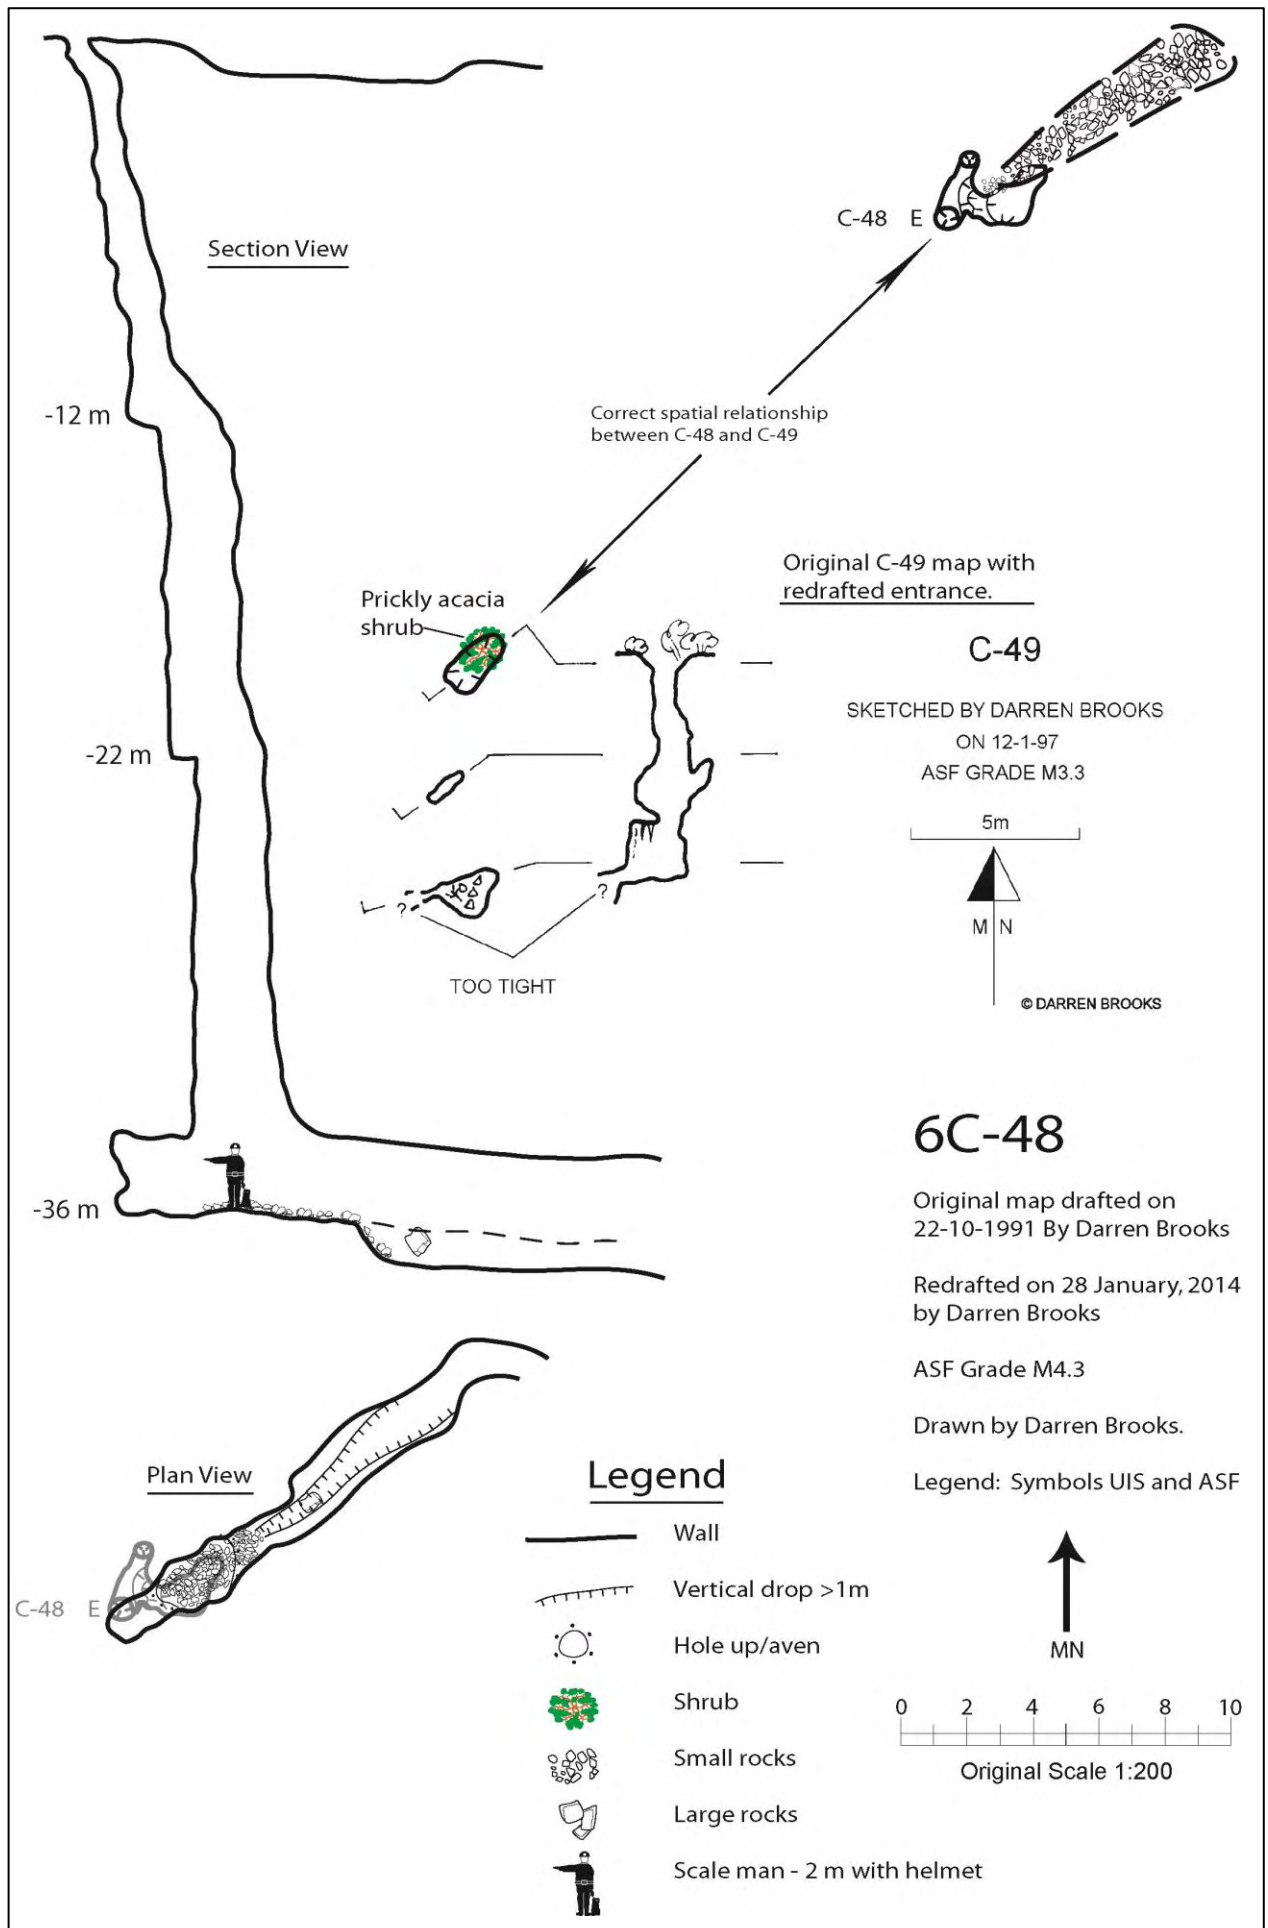 Section View
C-48 E
-12 m
Correct spatial relationship
between C-48 and C-49
Original C-49 map with
redrafted entrance.
Prickly acacia
shrub
C-49
SKETCHED BY DARREN BROOKS
ON 12-1-97
ASF GRADE M3.3
-22 m
5m
?
?
M N
TOO TIGHT
© DARREN BROOKS
6C-48
-36 m
Original map drafted on
22-10-1991 By Darren Brooks
Redrafted on 28 January, 2014
by Darren Brooks
ASF Grade M4.3
Drawn by Darren Brooks.
Legend: Symbols UIS and ASF
Plan View
C-48 E
Legend
Wall
Vertical drop >1m
Hole up/aven
Shrub
Small rocks
Large rocks
Scale man - 2 m with helmet
MN
0 2 4 6 8 10
Original Scale 1:200